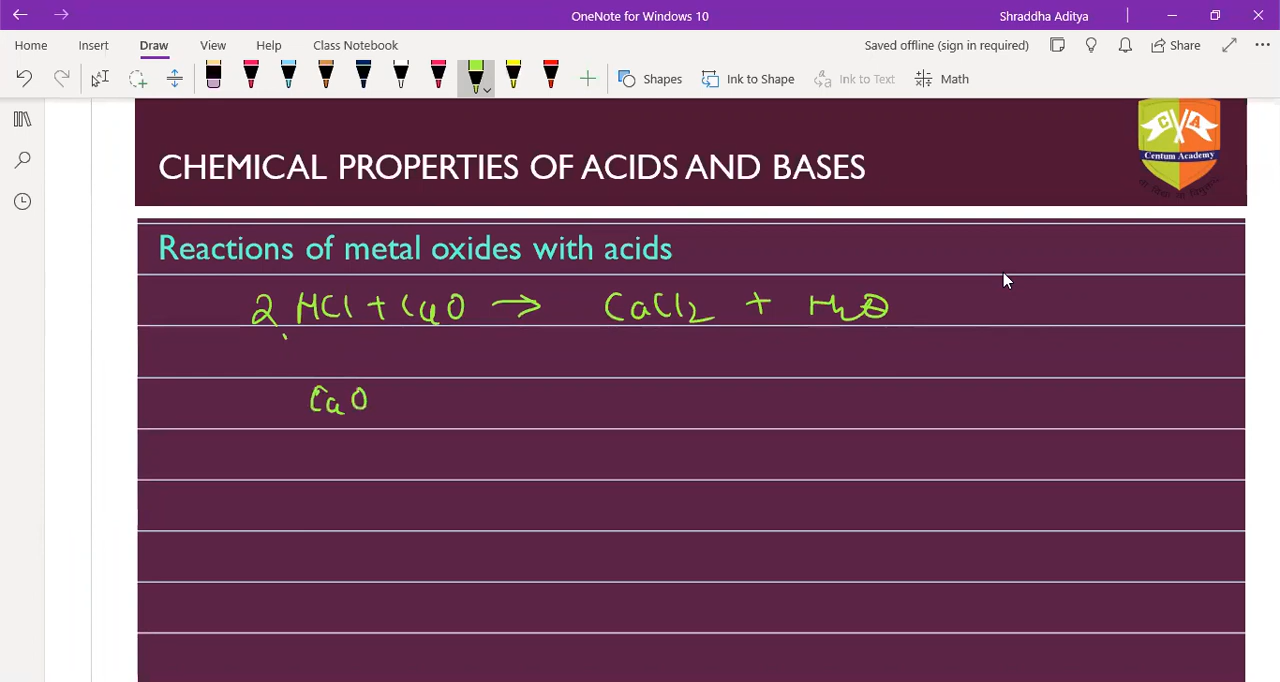 OneNote for Windows 10
Shraddha Aditya
Home Insert Draw View Help Class Notebook
Saved offline (sign in required)
Share
Shapes
Ink to Shape
Ink to Text
Math
CHEMICAL PROPERTIES OF ACIDS AND BASES
CA
Centum Academy
Reactions of metal oxides with acids
2 HCl + CaO → CaCl2 + H2O
CaO